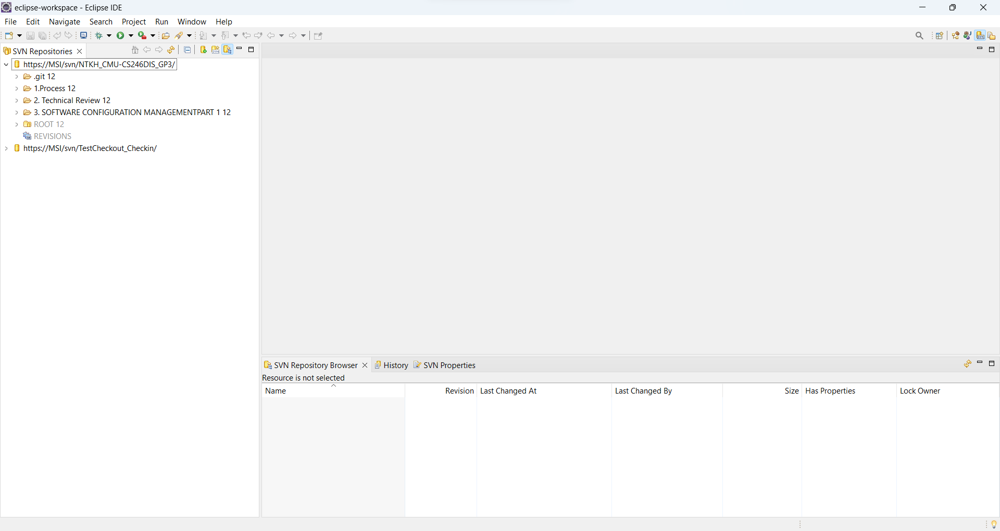 eclipse-workspace - Eclipse IDE
File Edit Navigate Search Project Run Window Help
SVN Repositories
https://MSI/svn/NTKH_CMU-CS246DIS_GP3/
.git 12
1.Process 12
2. Technical Review 12
3. SOFTWARE CONFIGURATION MANAGEMENTPART 1 12
ROOT 12
REVISIONS
https://MSI/svn/TestCheckout_Checkin/
SVN Repository Browser History SVN Properties
Resource is not selected
Name Revision Last Changed At Last Changed By Size Has Properties Lock Owner